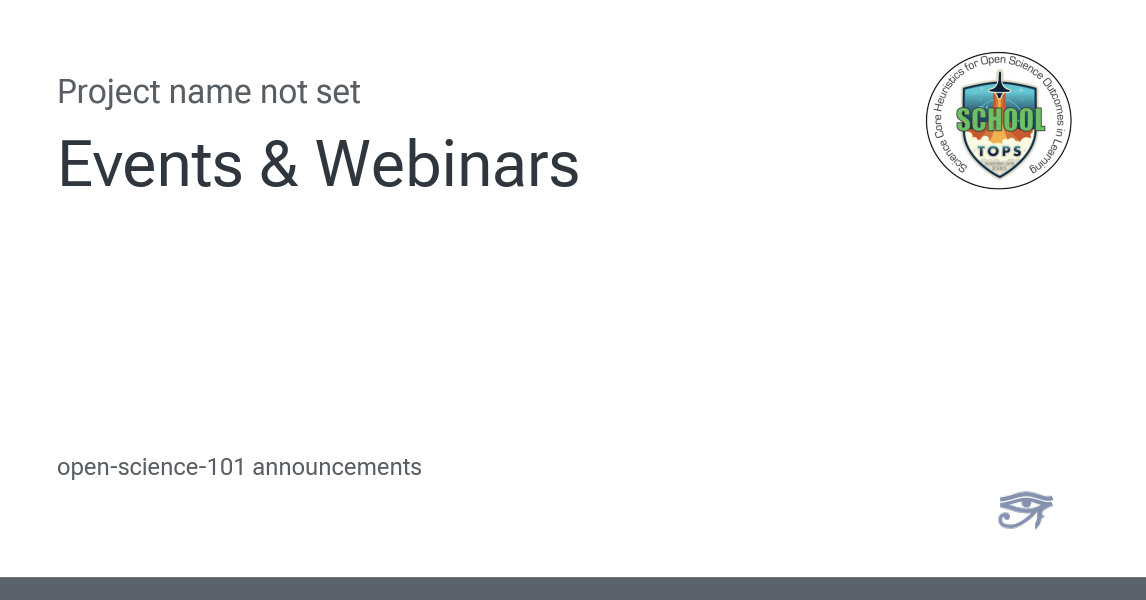 Project name not set
Events & Webinars
Science Core Heuristics for Open Science Outcomes in Learning
SCHOOL
TOPS
open-science-101 announcements